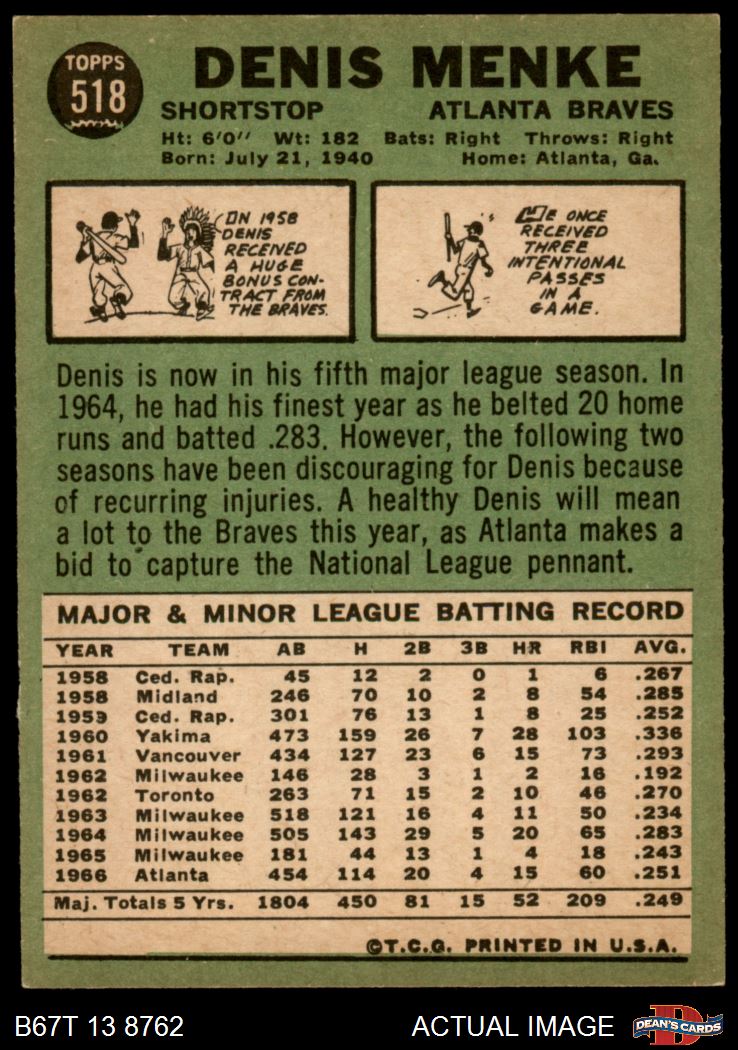 TOPPS
518
DENIS MENKE
SHORTSTOP ATLANTA BRAVES
Ht: 6'0'' Wt: 182 Bats: Right Throws: Right
Born: July 21, 1940 Home: Atlanta, Ga.
IN 1958
DENIS
RECEIVED
A HUGE
BONUS CON-
TRACT FROM
THE BRAVES.
HE ONCE
RECEIVED
THREE
INTENTIONAL
PASSES
IN A
GAME.
Denis is now in his fifth major league season. In
1964, he had his finest year as he belted 20 home
runs and batted .283. However, the following two
seasons have been discouraging for Denis because
of recurring injuries. A healthy Denis will mean
a lot to the Braves this year, as Atlanta makes a
bid to capture the National League pennant.
MAJOR & MINOR LEAGUE BATTING RECORD
YEAR TEAM AB H 2B 3B HR RBI AVG.
1958 Ced. Rap. 45 12 2 0 1 6 .267
1958 Midland 246 70 10 2 8 54 .285
1959 Ced. Rap. 301 76 13 1 8 25 .252
1960 Yakima 473 159 26 7 28 103 .336
1961 Vancouver 434 127 23 6 15 73 .293
1962 Milwaukee 146 28 3 1 2 16 .192
1962 Toronto 263 71 15 2 10 46 .270
1963 Milwaukee 518 121 16 4 11 50 .234
1964 Milwaukee 505 143 29 5 20 65 .283
1965 Milwaukee 181 44 13 1 4 18 .243
1966 Atlanta 454 114 20 4 15 60 .251
Maj. Totals 5 Yrs. 1804 450 81 15 52 209 .249
©T.C.G. PRINTED IN U.S.A.
B67T 13 8762 ACTUAL IMAGE DEAN'S CARDS